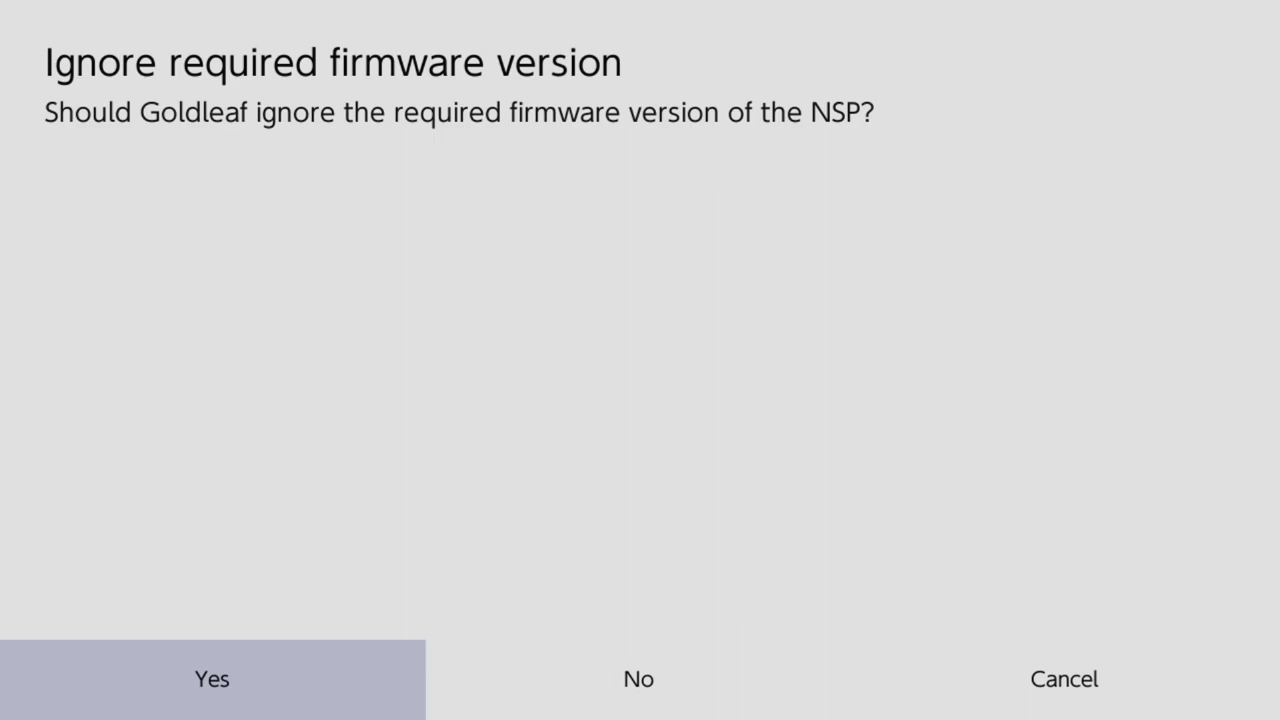 Ignore required firmware version
Should Goldleaf ignore the required firmware version of the NSP?
Yes
No
Cancel